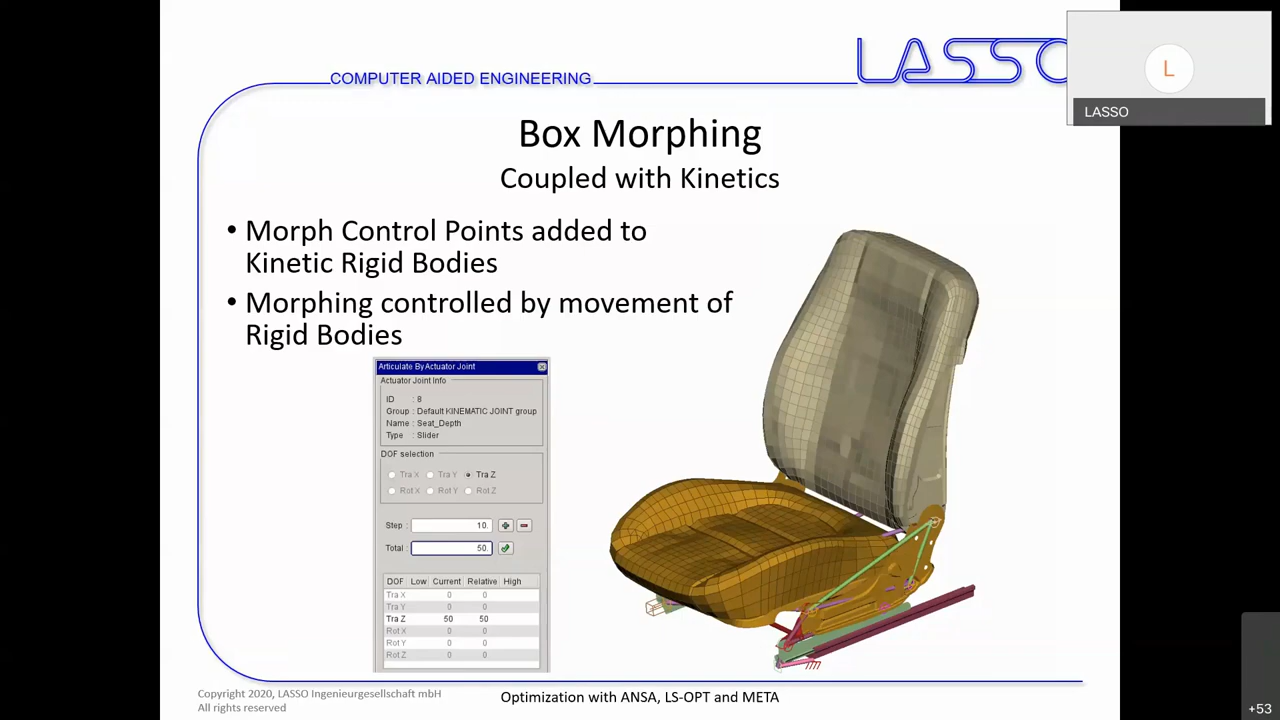 COMPUTER AIDED ENGINEERING
LASSO
L
LASSO
Box Morphing
Coupled with Kinetics
• Morph Control Points added to
Kinetic Rigid Bodies
• Morphing controlled by movement of
Rigid Bodies
Articulate By Actuator Joint
Actuator Joint Info
ID : 8
Group : Default KINEMATIC JOINT group
Name : Seat_Depth
Type : Slider
DOF selection
Tra X Tra Y Tra Z
Rot X Rot Y Rot Z
Step : 10.
Total : 50.
DOF Low Current Relative High
Tra X 0 0
Tra Y 0 0
Tra Z 50 50
Rot X 0 0
Rot Y 0 0
Rot Z 0 0
Copyright 2020, LASSO Ingenieurgesellschaft mbH
All rights reserved
Optimization with ANSA, LS-OPT and META
+53